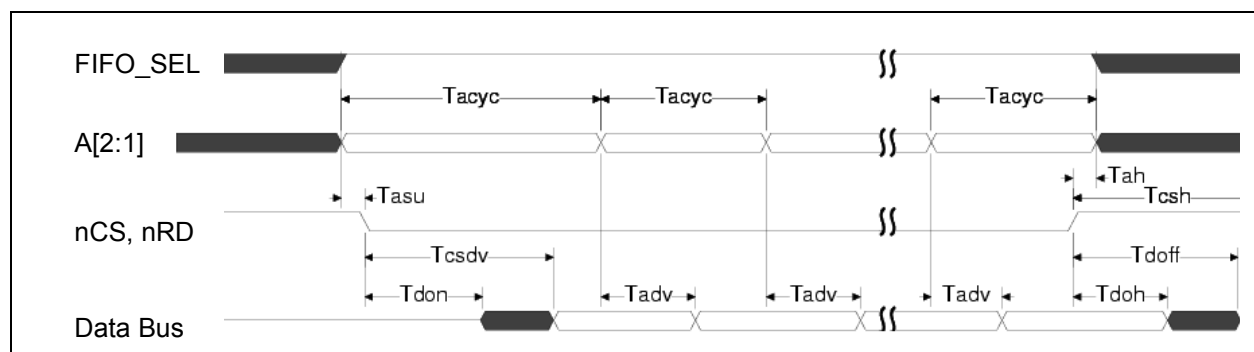 FIFO_SEL
Tacyc Tacyc Tacyc
A[2:1]
Tah
Tasu Tcsh
nCS, nRD
Tcsdv Tdoff
Tdon Tadv Tadv Tadv Tdoh
Data Bus